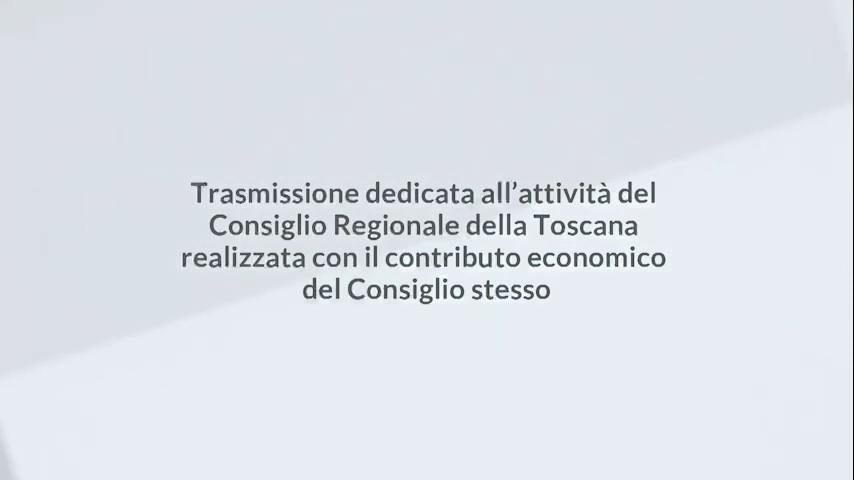 Trasmissione dedicata all’attività del
Consiglio Regionale della Toscana
realizzata con il contributo economico
del Consiglio stesso